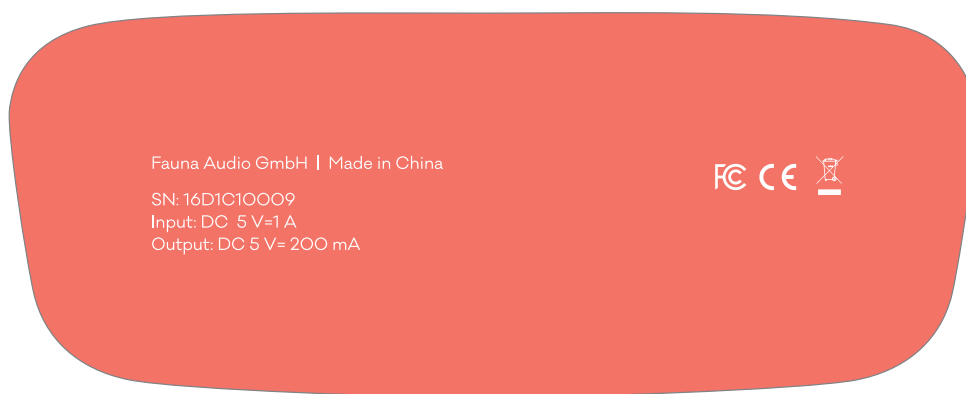 Fauna Audio GmbH | Made in China
SN: 16D1C10009
Input: DC  5 V=1 A
Output: DC 5 V= 200 mA
FC CE